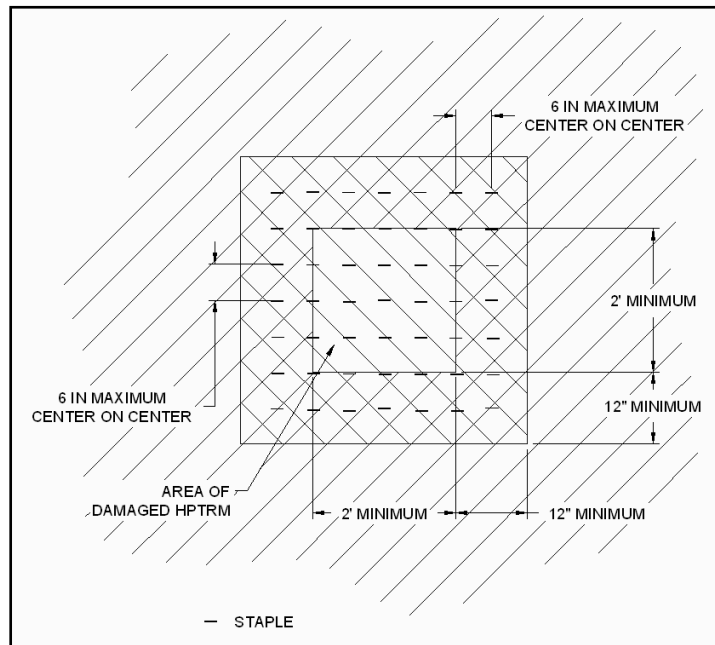 6 IN MAXIMUM
CENTER ON CENTER
2' MINIMUM
6 IN MAXIMUM
CENTER ON CENTER
12" MINIMUM
AREA OF
DAMAGED HPTRM
2' MINIMUM
12" MINIMUM
STAPLE